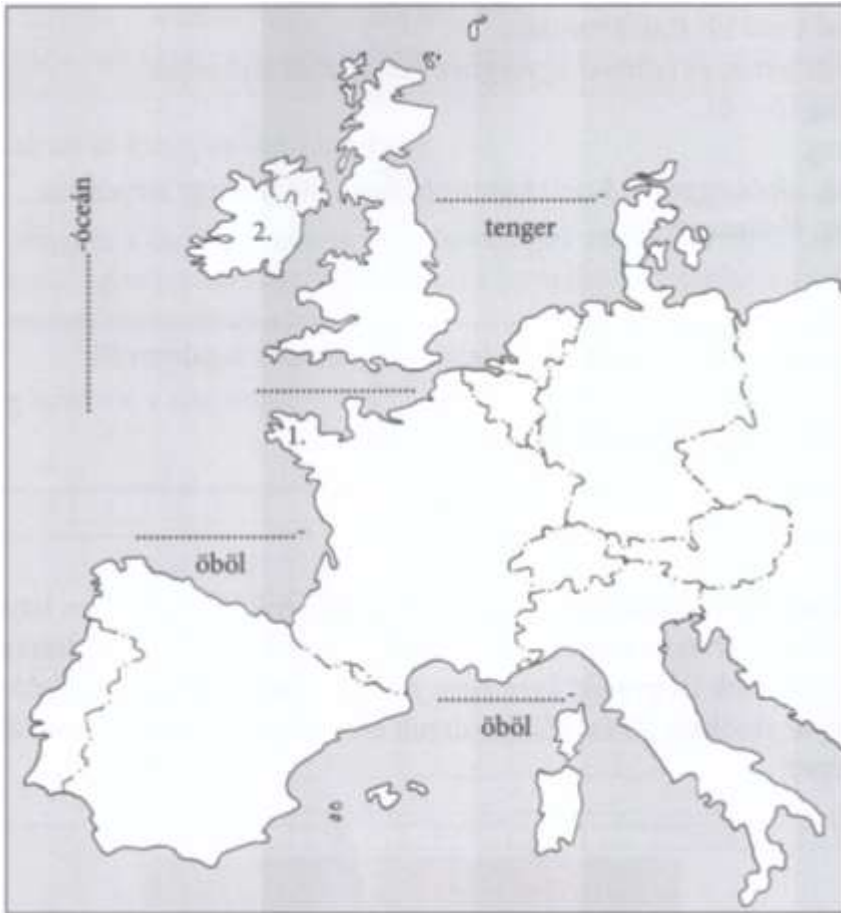 óceán
2.
tenger
1.
öböl
öböl